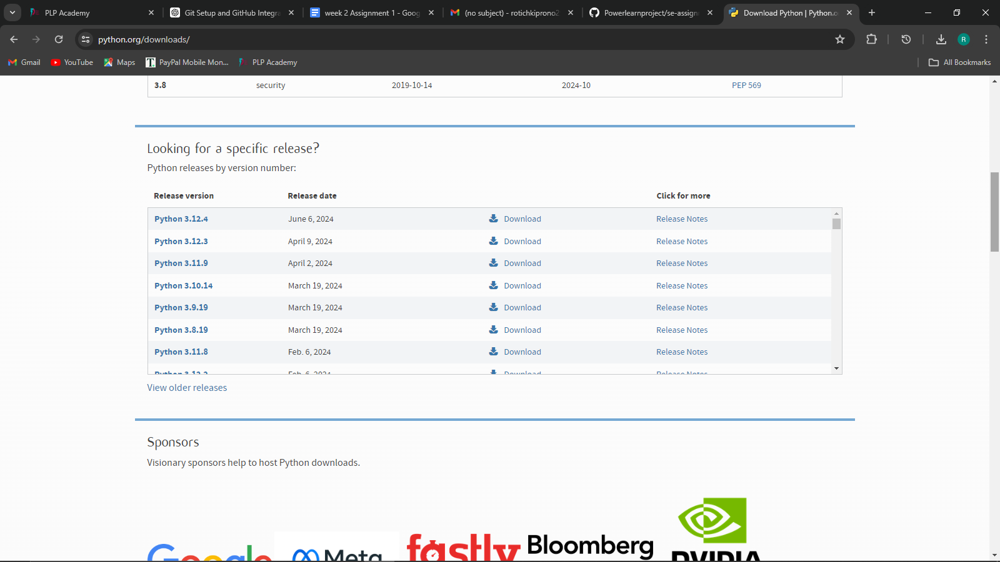 PLP Academy
Git Setup and GitHub Integra
week 2 Assignment 1 - Goog
(no subject) - rotichkiprono2
Powerlearnproject/se-assign
Download Python | Python.o
python.org/downloads/
R
Gmail
YouTube
Maps
PayPal Mobile Mon...
PLP Academy
All Bookmarks
3.8 security 2019-10-14 2024-10 PEP 569
Looking for a specific release?
Python releases by version number:
Release version Release date Click for more
Python 3.12.4 June 6, 2024 Download Release Notes
Python 3.12.3 April 9, 2024 Download Release Notes
Python 3.11.9 April 2, 2024 Download Release Notes
Python 3.10.14 March 19, 2024 Download Release Notes
Python 3.9.19 March 19, 2024 Download Release Notes
Python 3.8.19 March 19, 2024 Download Release Notes
Python 3.11.8 Feb. 6, 2024 Download Release Notes
Python 3.12.2 Feb. 6, 2024 Download Release Notes
View older releases
Sponsors
Visionary sponsors help to host Python downloads.
Google Meta fastly Bloomberg NVIDIA